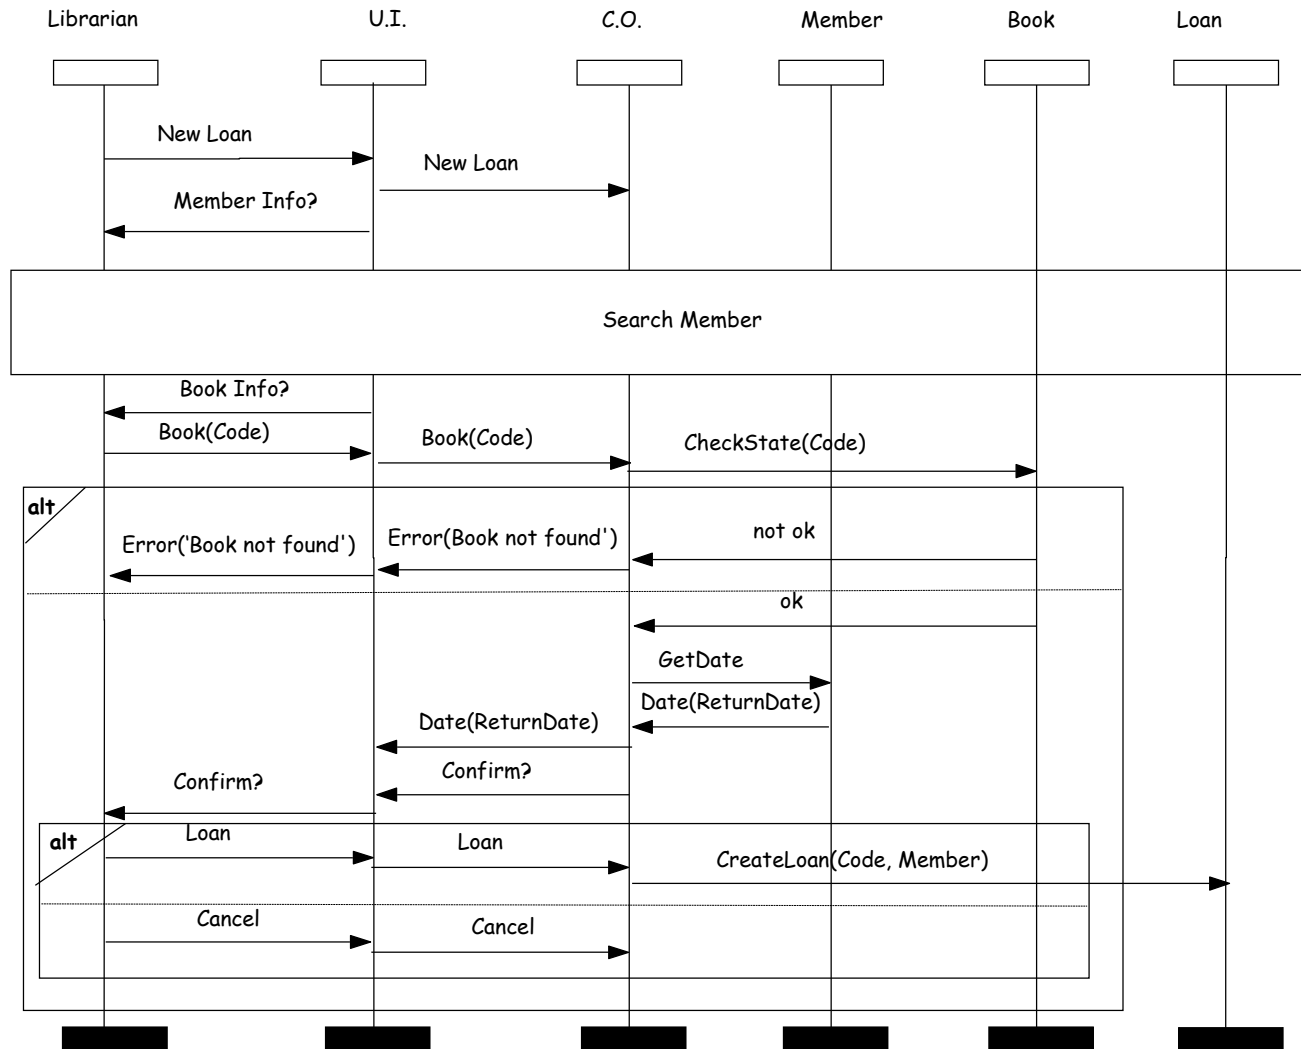 Librarian
U.I.
C.O.
Member
Book
Loan
New Loan
New Loan
Member Info?
Search Member
Book Info?
Book(Code)
Book(Code)
CheckState(Code)
alt
not ok
Error(Book not found')
Error('Book not found')
ok
GetDate
Date(ReturnDate)
Date(ReturnDate)
Confirm?
Confirm?
alt
Loan
Loan
CreateLoan(Code, Member)
Cancel
Cancel